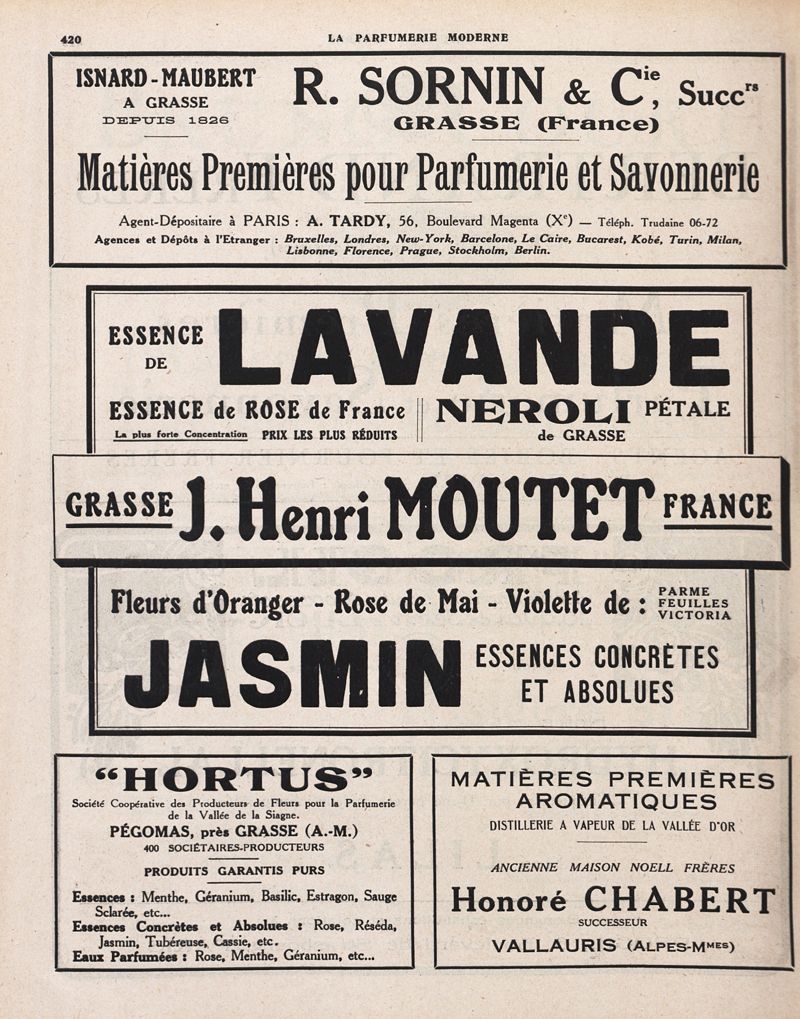 420
LA PARFUMERIE MODERNE
ISNARD-MAUBERT
A GRASSE
DEPUIS 1826
R. SORNIN & Cie, Succrs
GRASSE (France)
Matières Premières pour Parfumerie et Savonnerie
Agent-Dépositaire à PARIS : A. TARDY, 56, Boulevard Magenta (Xe) — Téléph. Trudaine 06-72
Agences et Dépôts à l'Etranger : Bruxelles, Londres, New-York, Barcelone, Le Caire, Bucarest, Kobé, Turin, Milan,
Lisbonne, Florence, Prague, Stockholm, Berlin.
ESSENCE
DE
LAVANDE
ESSENCE de ROSE de France
La plus forte Concentration PRIX LES PLUS RÉDUITS
NEROLI PÉTALE
de GRASSE
GRASSE J. Henri MOUTET FRANCE
Fleurs d'Oranger - Rose de Mai - Violette de :
PARME
FEUILLES
VICTORIA
JASMIN
ESSENCES CONCRÈTES
ET ABSOLUES
“HORTUS”
Société Coopérative des Producteurs de Fleurs pour la Parfumerie
de la Vallée de la Siagne.
PÉGOMAS, près GRASSE (A.-M.)
400 SOCIÉTAIRES-PRODUCTEURS
PRODUITS GARANTIS PURS
Essences : Menthe, Géranium, Basilic, Estragon, Sauge
Sclarée, etc...
Essences Concrètes et Absolues : Rose, Réséda,
Jasmin, Tubéreuse, Cassie, etc.
Eaux Parfumées : Rose, Menthe, Géranium, etc...
MATIÈRES PREMIÈRES
AROMATIQUES
DISTILLERIE A VAPEUR DE LA VALLÉE D'OR
ANCIENNE MAISON NOELL FRÈRES
Honoré CHABERT
SUCCESSEUR
VALLAURIS (ALPES-MMES)